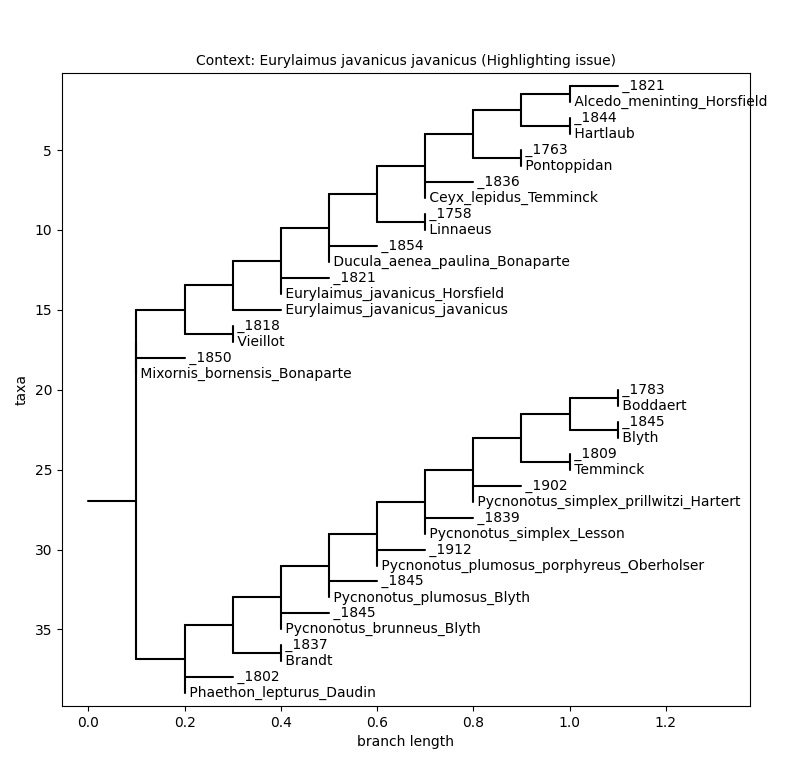 Context: Eurylaimus javanicus javanicus (Highlighting issue)
_1821
Alcedo_meninting_Horsfield
_1844
Hartlaub
_1763
Pontoppidan
_1836
Ceyx_lepidus_Temminck
_1758
Linnaeus
_1854
Ducula_aenea_paulina_Bonaparte
_1821
Eurylaimus_javanicus_Horsfield
Eurylaimus_javanicus_javanicus
_1818
Vieillot
_1850
Mixornis_bornensis_Bonaparte
_1783
Boddaert
_1845
Blyth
_1809
Temminck
_1902
Pycnonotus_simplex_prillwitzi_Hartert
_1839
Pycnonotus_simplex_Lesson
_1912
Pycnonotus_plumosus_porphyreus_Oberholser
_1845
Pycnonotus_plumosus_Blyth
_1845
Pycnonotus_brunneus_Blyth
_1837
Brandt
_1802
Phaethon_lepturus_Daudin
5
10
15
20
25
30
35
taxa
0.0 0.2 0.4 0.6 0.8 1.0 1.2
branch length